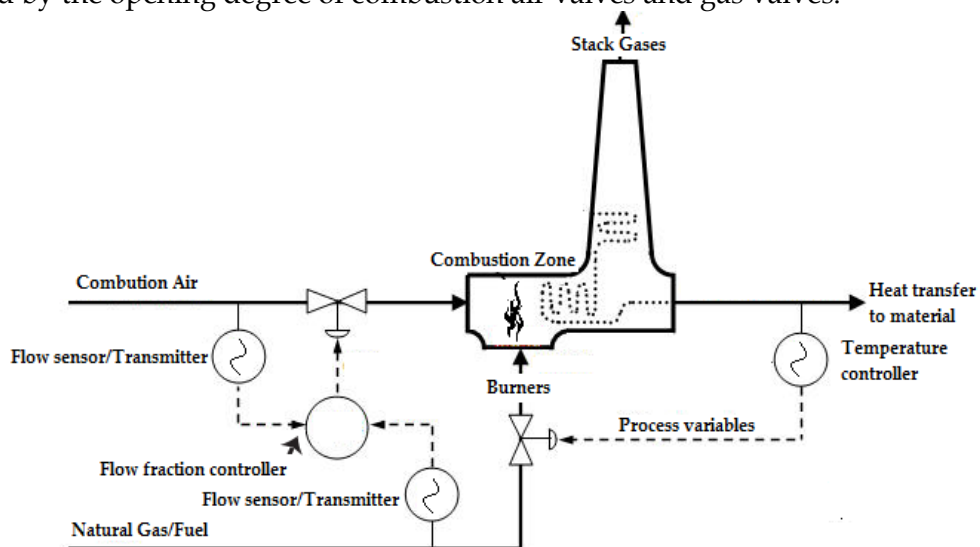 d by the opening degree of combustion air valves and gas valves.
Stack Gases
Combustion Zone
Combution Air
Heat transfer
to material
Flow sensor/Transmitter
Temperature
controller
Burners
Process variables
Flow fraction controller
Flow sensor/Transmitter
Natural Gas/Fuel